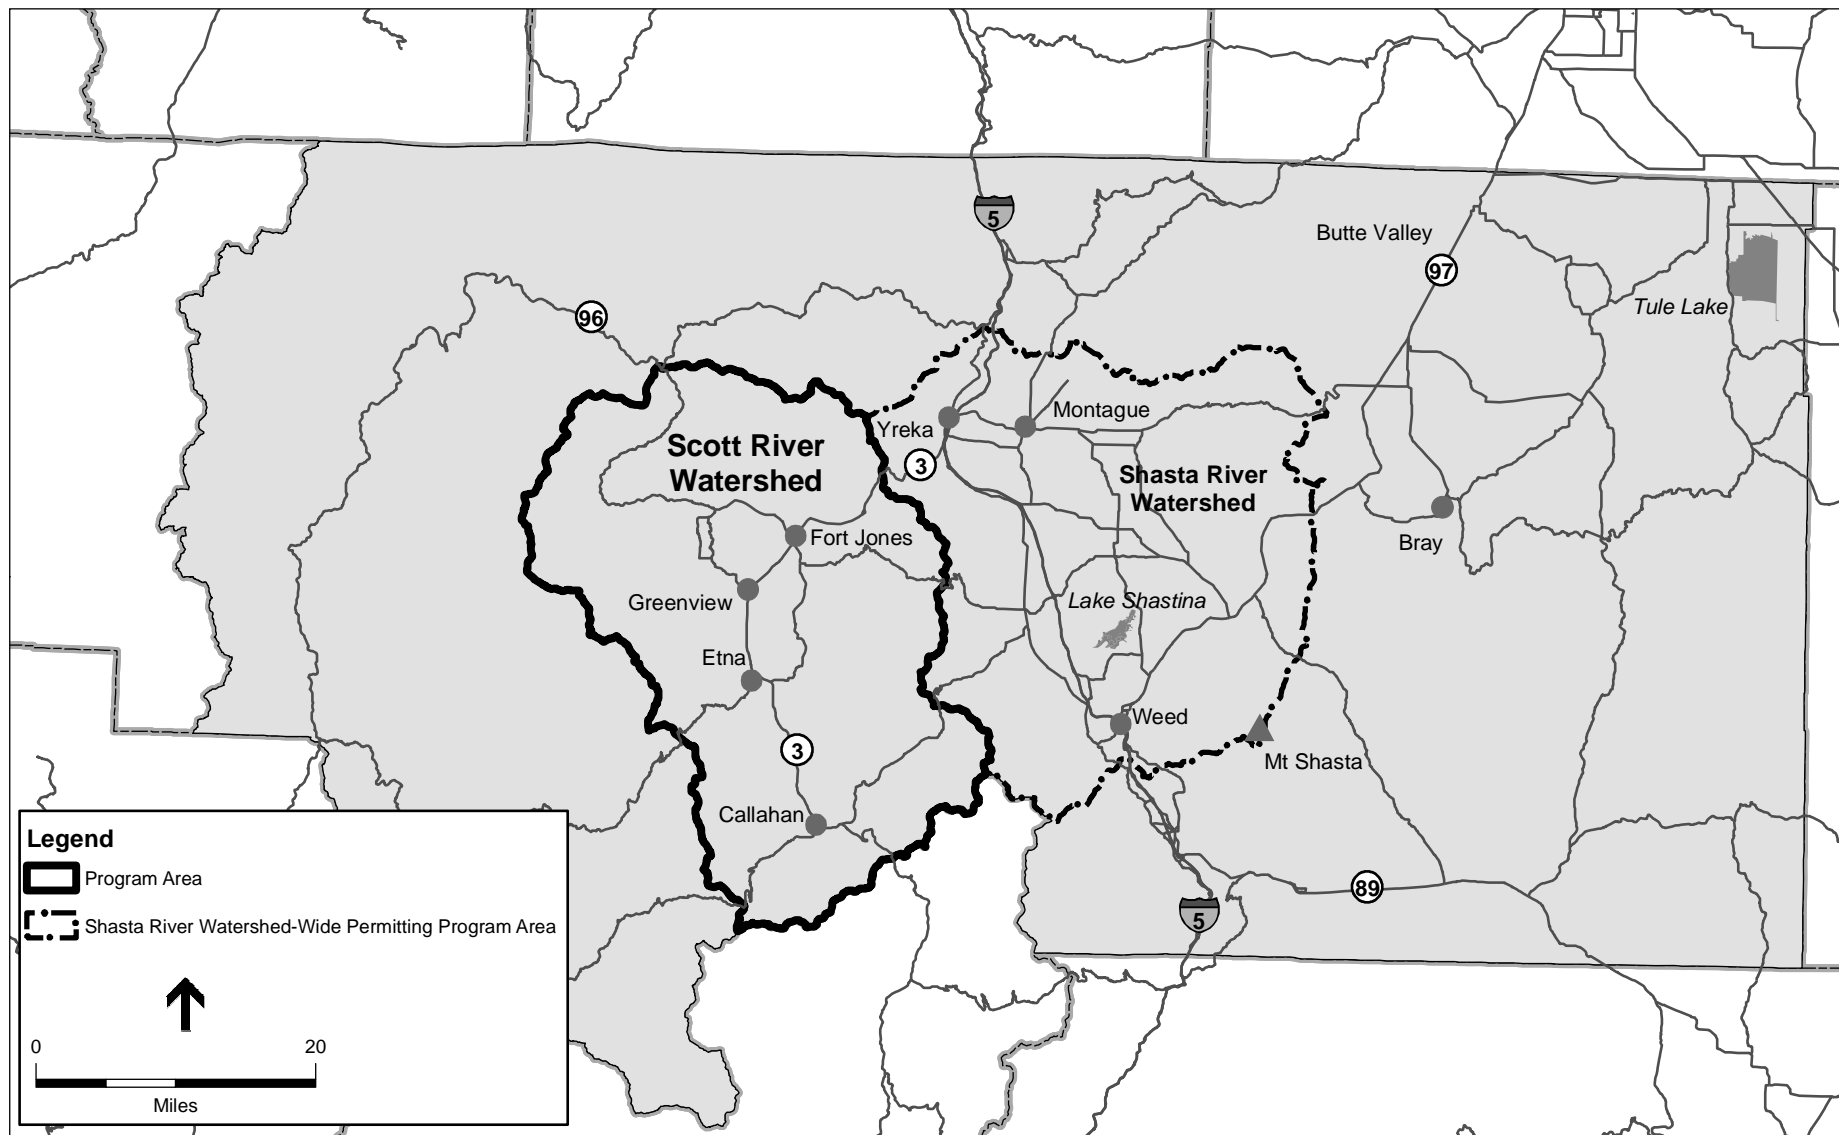 5
Butte Valley
97
Tule Lake
96
Montague
Yreka
Scott River
Watershed
3
Shasta River
Watershed
Fort Jones
Bray
Greenview
Lake Shastina
Etna
Weed
3
Mt Shasta
Callahan
89
5
Legend
Program Area
Shasta River Watershed-Wide Permitting Program Area
0 20
Miles